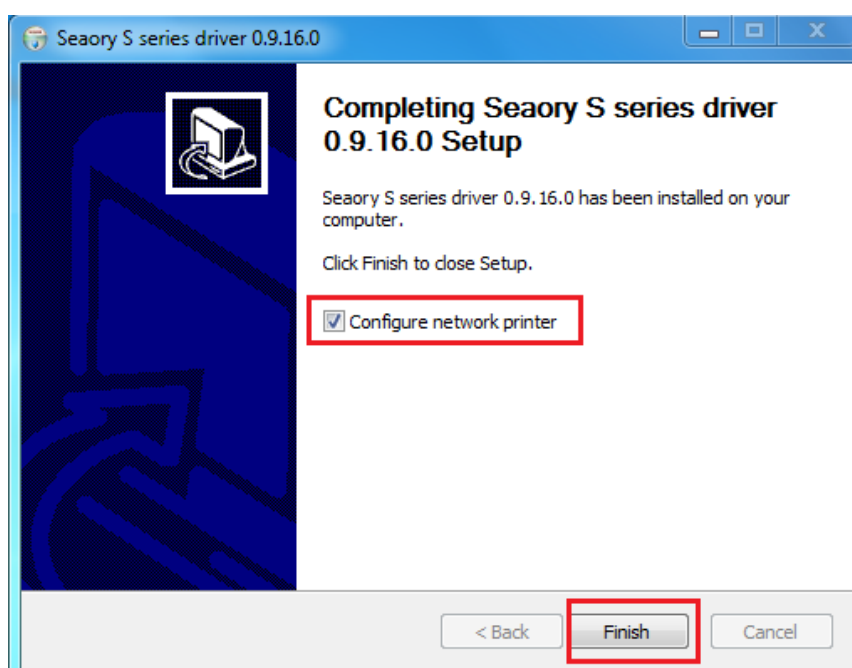 Seaory S series driver 0.9.16.0
Completing Seaory S series driver
0.9.16.0 Setup
Seaory S series driver 0.9.16.0 has been installed on your
computer.
Click Finish to close Setup.
Configure network printer
< Back Finish Cancel